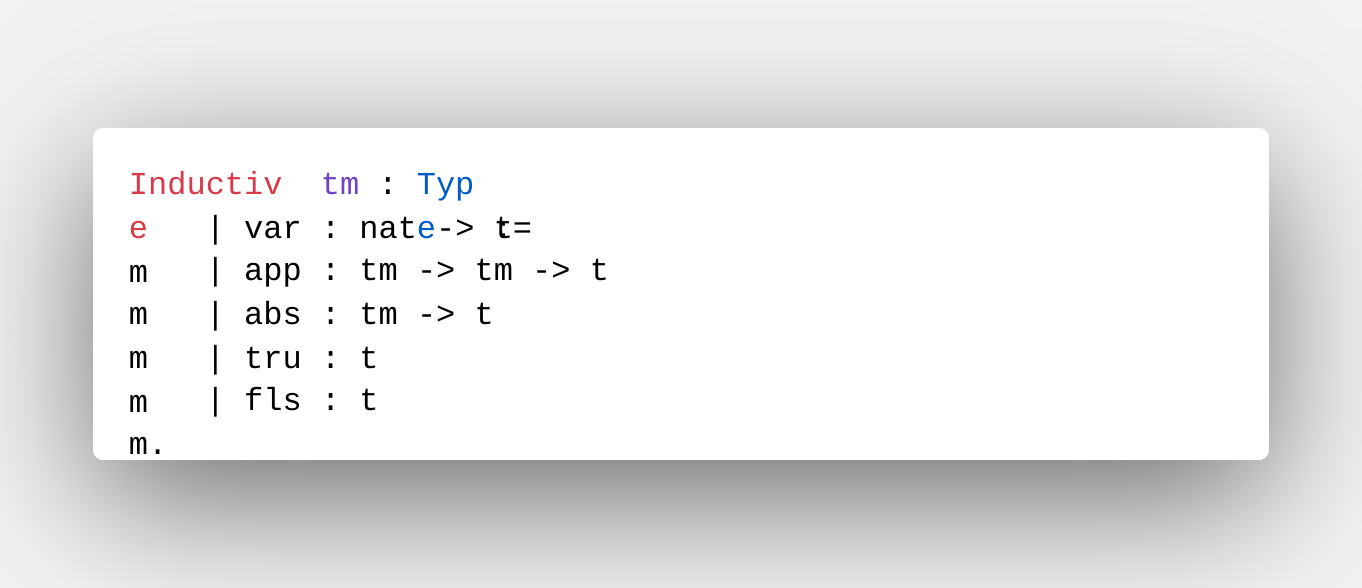 Inductiv  tm : Typ
e   | var : nate-> t:=
m   | app : tm -> tm -> t
m   | abs : tm -> t
m   | tru : t
m   | fls : t
m.